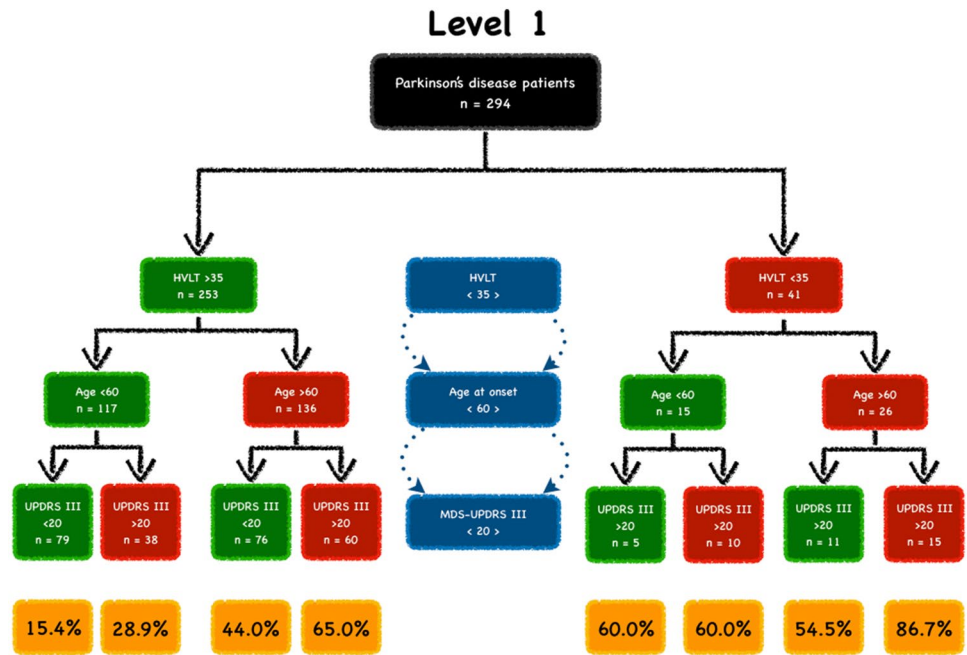 Level 1
Parkinson's disease patients
n = 294
HVLT >35
n = 253
HVLT
< 35 >
HVLT <35
n = 41
Age <60
n = 117
Age >60
n = 136
Age at onset
< 60 >
Age <60
n = 15
Age >60
n = 26
UPDRS III
<20
n = 79
UPDRS III
>20
n = 38
UPDRS III
<20
n = 76
UPDRS III
>20
n = 60
MDS-UPDRS III
< 20 >
UPDRS III
>20
n = 5
UPDRS III
>20
n = 10
UPDRS III
>20
n = 11
UPDRS III
>20
n = 15
15.4%
28.9%
44.0%
65.0%
60.0%
60.0%
54.5%
86.7%